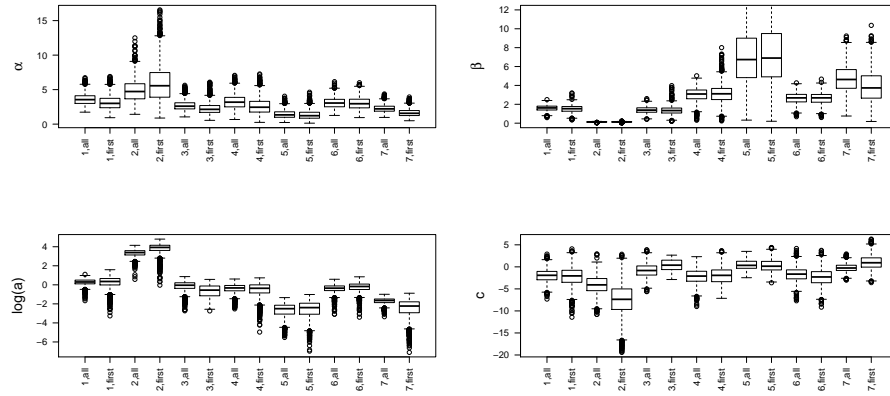 α
15
10
5
0
1,all
1,first
2,all
2,first
3,all
3,first
4,all
4,first
5,all
5,first
6,all
6,first
7,all
7,first
β
12
10
8
6
4
2
0
1,all
1,first
2,all
2,first
3,all
3,first
4,all
4,first
5,all
5,first
6,all
6,first
7,all
7,first
log(a)
4
2
0
−2
−4
−6
1,all
1,first
2,all
2,first
3,all
3,first
4,all
4,first
5,all
5,first
6,all
6,first
7,all
7,first
c
5
0
−5
−10
−15
−20
1,all
1,first
2,all
2,first
3,all
3,first
4,all
4,first
5,all
5,first
6,all
6,first
7,all
7,first